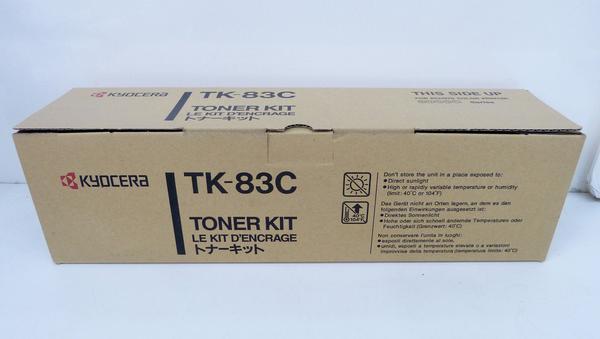 KYOCERA
TK-83C
TONER KIT
LE KIT D'ENCRAGE
トナーキット
THIS SIDE UP
Series
KYOCERA
TK-83C
TONER KIT
LE KIT D'ENCRAGE
トナーキット
40°C
104°F
Don't store the unit in a place exposed to:
● Direct sunlight
● High or rapidly variable temperature or humidity
(limit: 40°C or 104°F)
Das Gerät nicht an Orten lagern, an dem es den
folgenden Einwirkungen ausgesetzt ist:
● Direktes Sonnenlicht
● Hohe oder sich schnell ändernde Temperaturen oder
Feuchtigkeit (Grenzwert: 40°C)
Non conservare l'unita in luoghi:
● esposti direttamente al sole,
● umidi, esposti a temperature elevate o a variazioni
improvvise della temperatura (temperatura limite: 40°C)